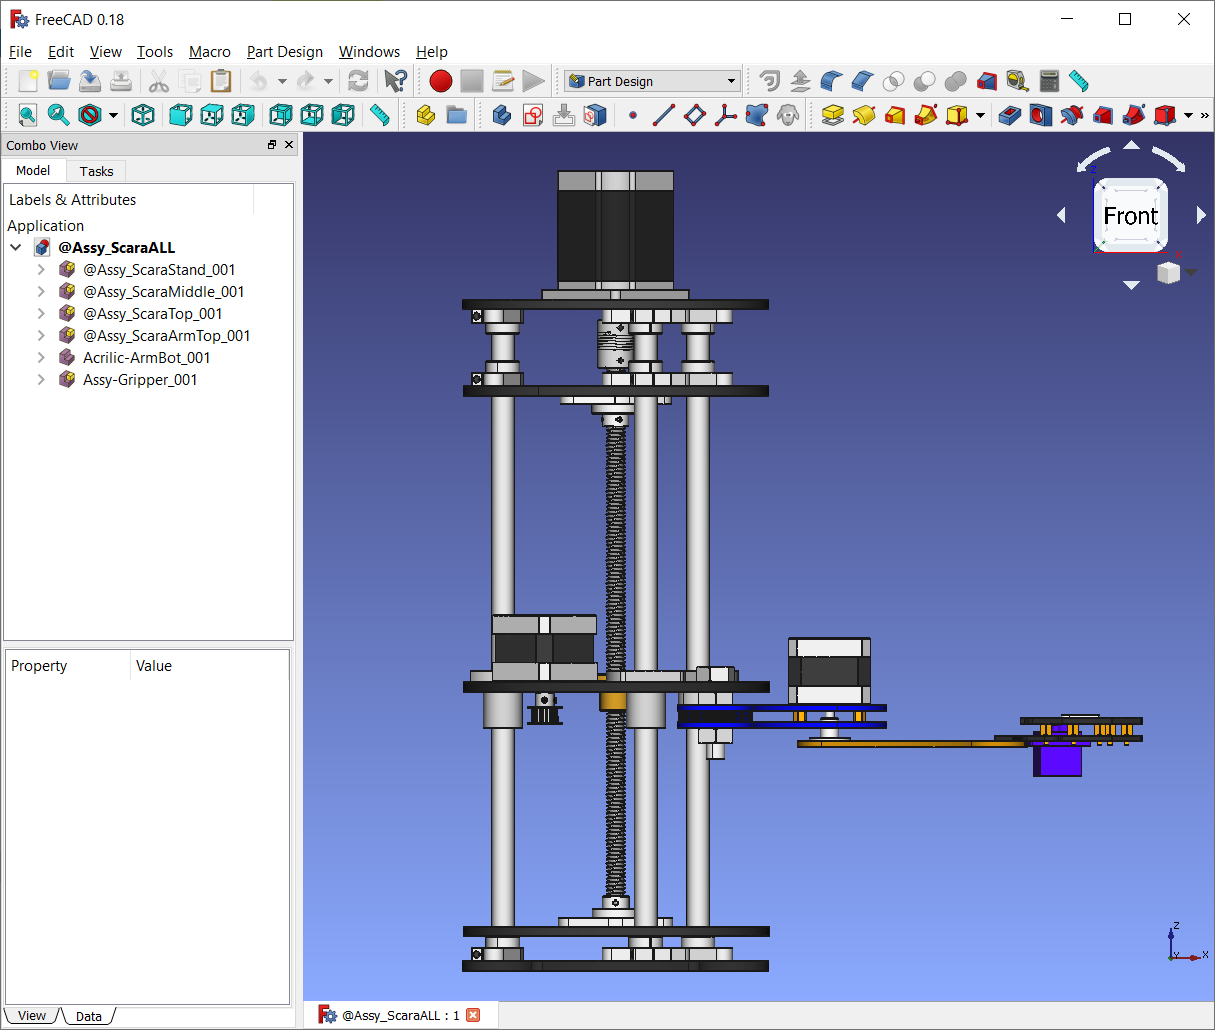 FreeCAD 0.18
File Edit View Tools Macro Part Design Windows Help
Part Design
Combo View
Model Tasks
Labels & Attributes
Application
@Assy_ScaraALL
@Assy_ScaraStand_001
@Assy_ScaraMiddle_001
@Assy_ScaraTop_001
@Assy_ScaraArmTop_001
Acrilic-ArmBot_001
Assy-Gripper_001
Property Value
View Data
Z
Front
X
Z
Y
X
@Assy_ScaraALL : 1